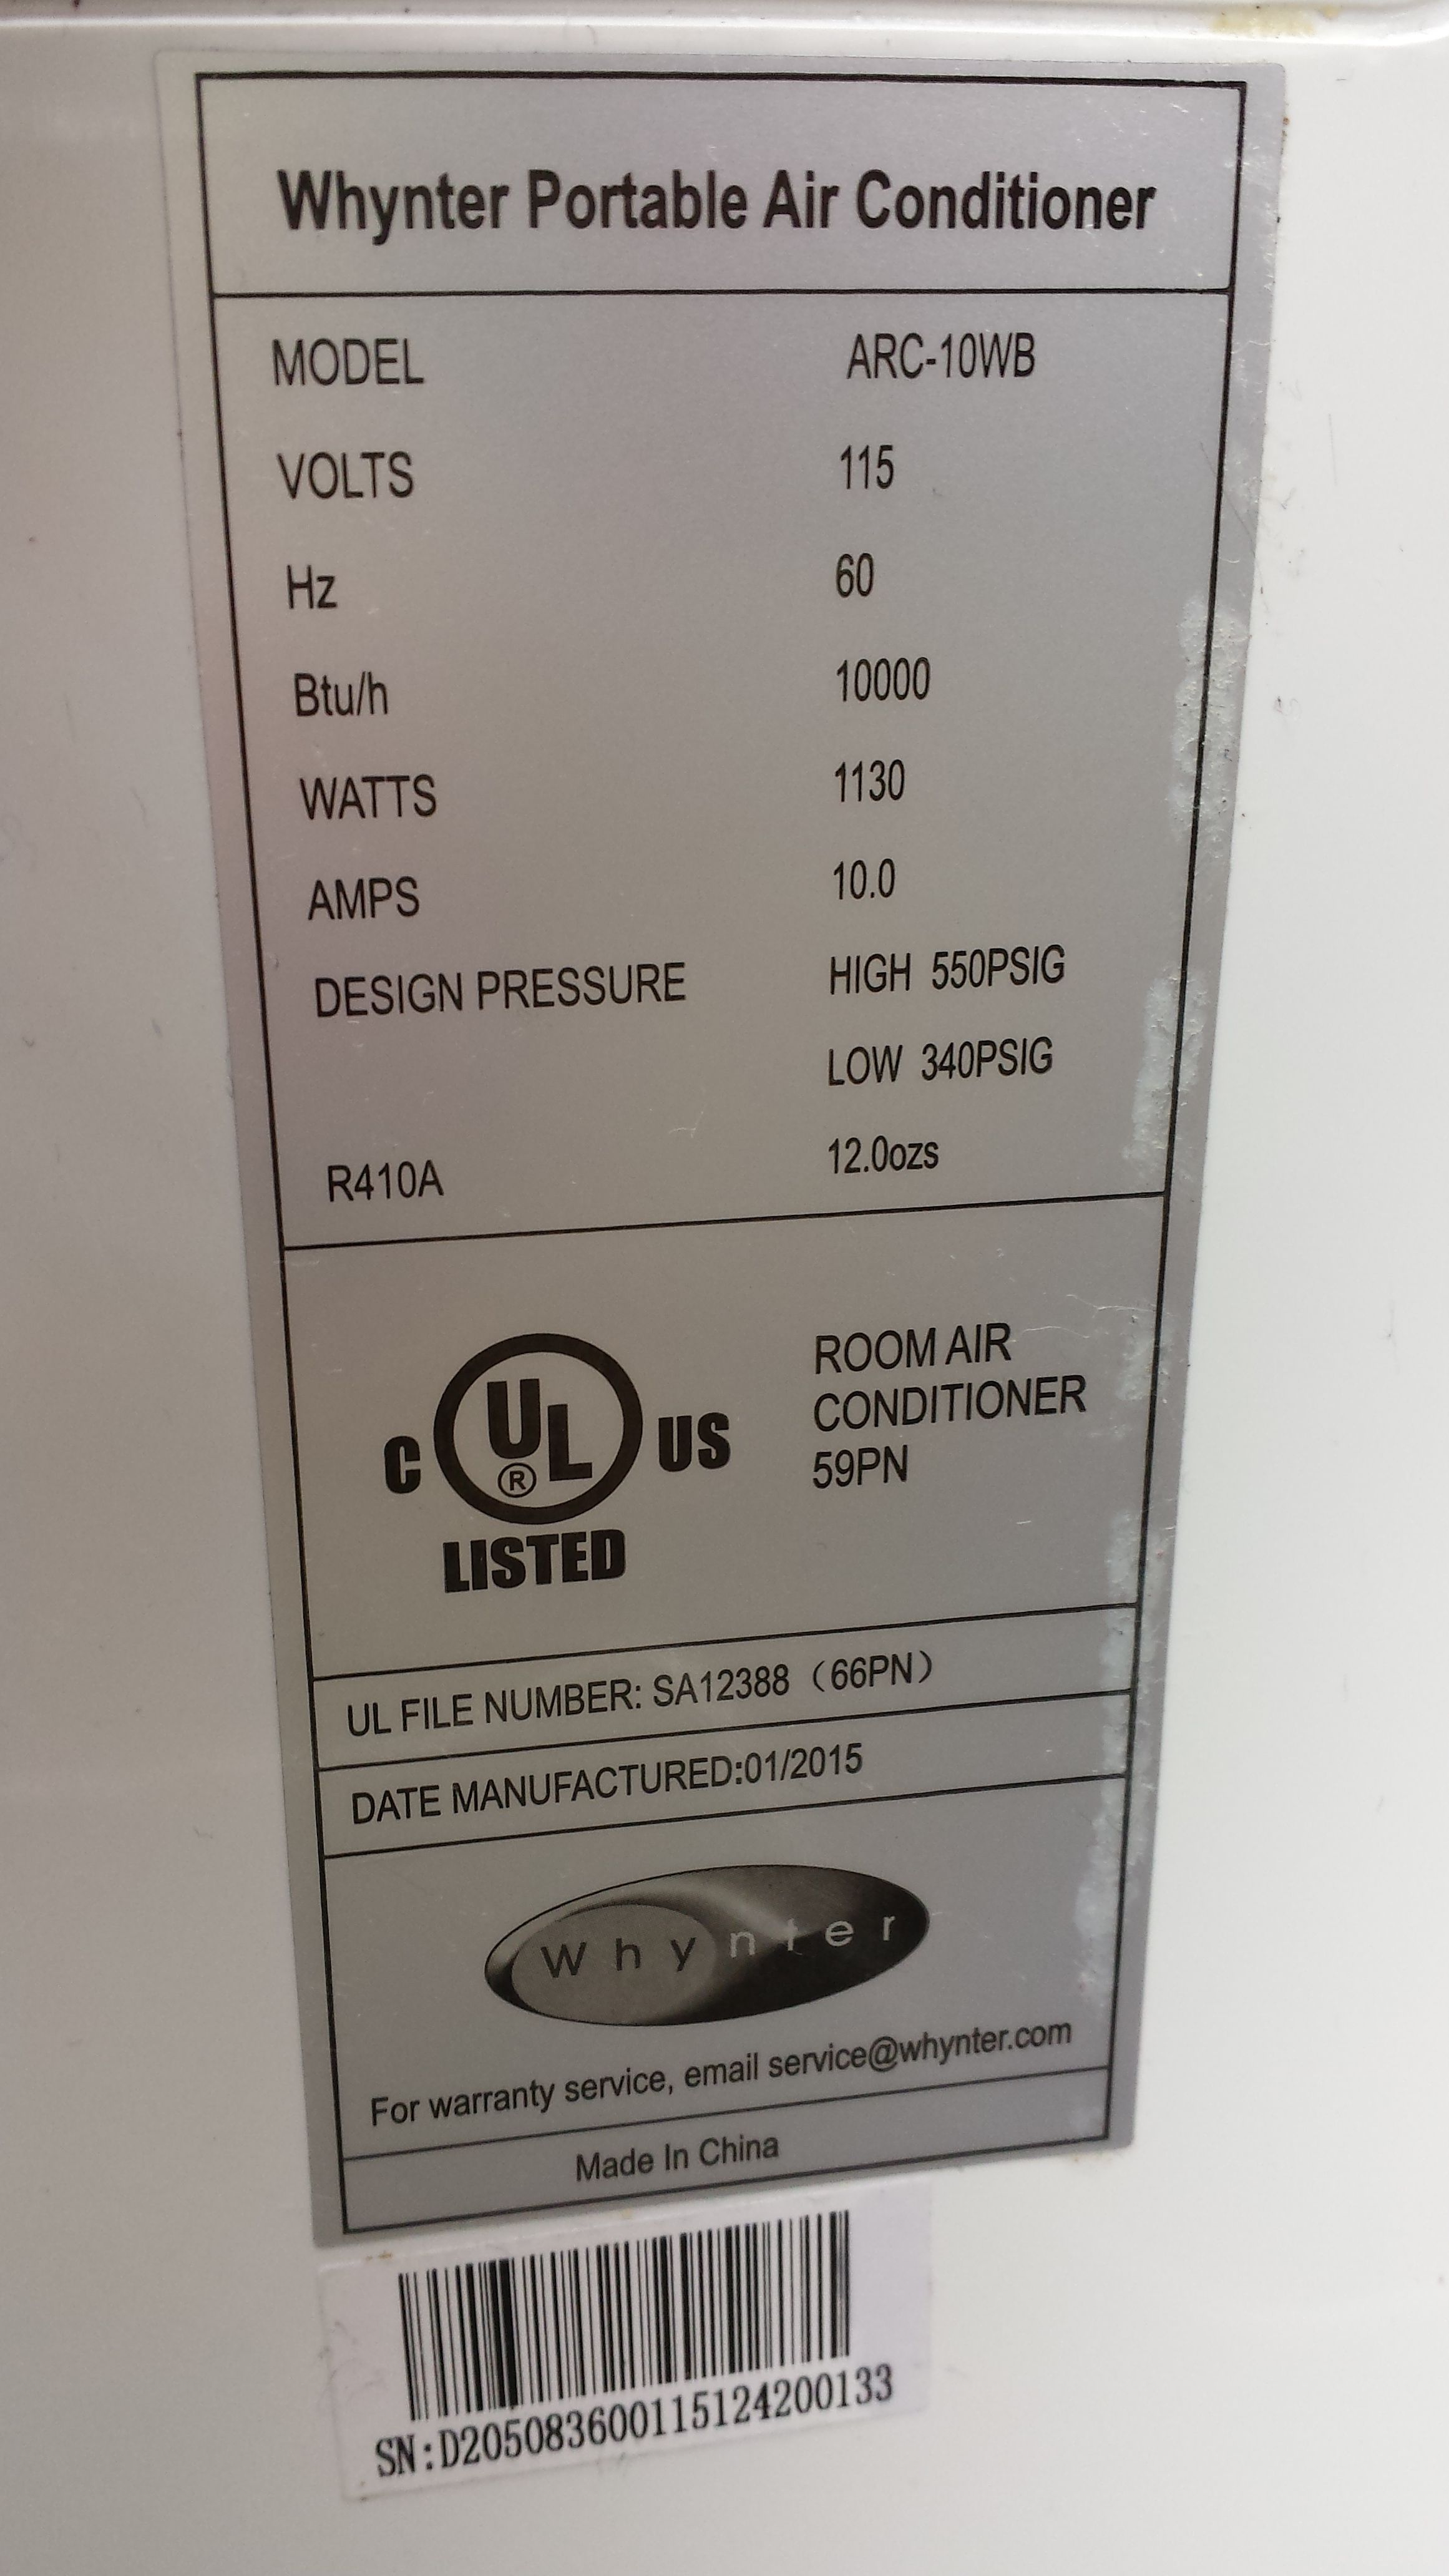 Whynter Portable Air Conditioner
MODEL ARC-10WB
VOLTS 115
Hz 60
Btu/h 10000
WATTS 1130
AMPS 10.0
DESIGN PRESSURE HIGH 550PSIG
LOW 340PSIG
R410A 12.0ozs
C UL® US
LISTED
ROOM AIR
CONDITIONER
59PN
UL FILE NUMBER: SA12388 (66PN)
DATE MANUFACTURED:01/2015
Whynter
For warranty service, email service@whynter.com
Made In China
SN:D205083600115124200133